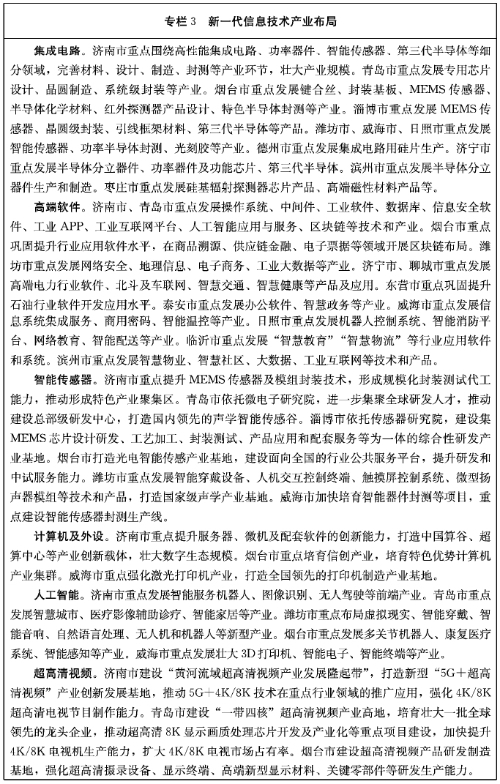 专栏 3　新一代信息技术产业布局
集成电路。济南市重点围绕高性能集成电路、功率器件、智能传感器、第三代半导体等细
分领域，完善材料、设计、制造、封测等产业环节，壮大产业规模。青岛市重点发展专用芯片
设计、晶圆制造、系统级封装等产业。烟台市重点发展键合丝、封装基板、MEMS 传感器、
半导体化学材料、红外探测器产品设计、特色半导体封测等产业。淄博市重点发展 MEMS 传
感器、晶圆级封装、引线框架材料、第三代半导体等产品。潍坊市、威海市、日照市重点发展
智能传感器、功率半导体封测、光刻胶等产业。德州市重点发展集成电路用硅片生产。济宁市
重点发展半导体分立器件、功率器件及功能芯片、第三代半导体。滨州市重点发展半导体分立
器件生产和制造。枣庄市重点发展硅基辐射探测器芯片产品、高端磁性材料产品等。
高端软件。济南市、青岛市重点发展操作系统、中间件、工业软件、数据库、信息安全软
件、工业 APP、工业互联网平台、人工智能应用与服务、区块链等技术和产业。烟台市重点
巩固提升行业应用软件水平，在商品溯源、供应链金融、电子票据等领域开展区块链布局。潍
坊市重点发展网络安全、地理信息、电子商务、工业大数据等产业。济宁市、聊城市重点发展
高端电力行业软件、北斗及车联网、智慧交通、智慧健康等产品及应用。东营市重点巩固提升
石油行业软件开发应用水平。泰安市重点发展办公软件、智慧政务等产业。威海市重点发展信
息系统集成服务、商用密码、智能温控等产业。日照市重点发展机器人控制系统、智能消防平
台、网络教育、智能配送等产业。临沂市重点发展“智慧教育”“智慧物流”等行业应用软件
和系统。滨州市重点发展智慧物业、智慧社区、大数据、工业互联网等技术和产品。
智能传感器。济南市重点提升 MEMS 传感器及模组封装技术，形成规模化封装测试代工
能力，推动形成特色产业聚集区。青岛市依托微电子研究院，进一步集聚全球研发人才，推动
建设总部级研发中心，打造国内领先的声学智能传感谷。淄博市依托传感器研究院，建设集
MEMS 芯片设计研发、工艺加工、封装测试、产品应用和配套服务等为一体的综合性研发产
业基地。烟台市打造光电智能传感产业基地，建设面向全国的行业公共服务平台，提升研发和
中试服务能力。潍坊市重点发展智能穿戴设备、人机交互控制终端、触摸屏控制系统、微型扬
声器模组等技术和产品，打造国家级声学产业基地。威海市加快培育智能器件封测等项目，重
点建设智能传感器封测生产线。
计算机及外设。济南市重点提升服务器、微机及配套软件的创新能力，打造中国算谷、超
算中心等产业创新载体，壮大数字生态规模。烟台市重点培育信创产业，培育特色优势计算机
产业集群。威海市重点强化激光打印机产业，打造全国领先的打印机制造产业基地。
人工智能。济南市重点发展智能服务机器人、图像识别、无人驾驶等前端产业。青岛市重点
发展智慧城市、医疗影像辅助诊疗、智能家居等产业。潍坊市重点布局虚拟现实、智能穿戴、智
能音响、自然语言处理、无人机和机器人等新型产业。烟台市重点发展多关节机器人、康复医疗
系统、智能感知等产业。威海市重点发展壮大 3D 打印机、智能电子、智能终端等产业。
超高清视频。济南市建设“黄河流域超高清视频产业发展隆起带”，打造新型“5G＋超高
清视频”产业创新发展基地，推动 5G＋4K/8K 技术在重点行业领域的推广应用，强化 4K/8K
超高清电视节目制作能力。青岛市建设“一带四核”超高清视频产业高地，培育壮大一批全球
领先的龙头企业，推动超高清 8K 显示画质处理芯片开发及产业化等重点项目建设，加快提升
4K/8K 电视机生产能力，扩大 4K/8K 电视市场占有率。烟台市建设超高清视频产品研发制造
基地，强化超高清摄录设备、显示终端、高端新型显示材料、关键零部件等研发生产能力。